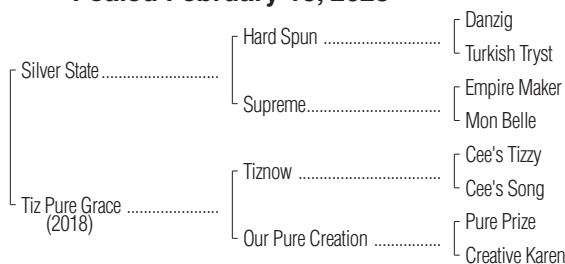 Foaled February
Danzig
Hard Spun
Turkish Tryst
Silver State
Empire Maker
Supreme
Mon Belle
Cee's Tizzy
Tiznow
Cee's Song
Tiz Pure Grace
(2018)
Pure Prize
Our Pure Creation
Creative Karen